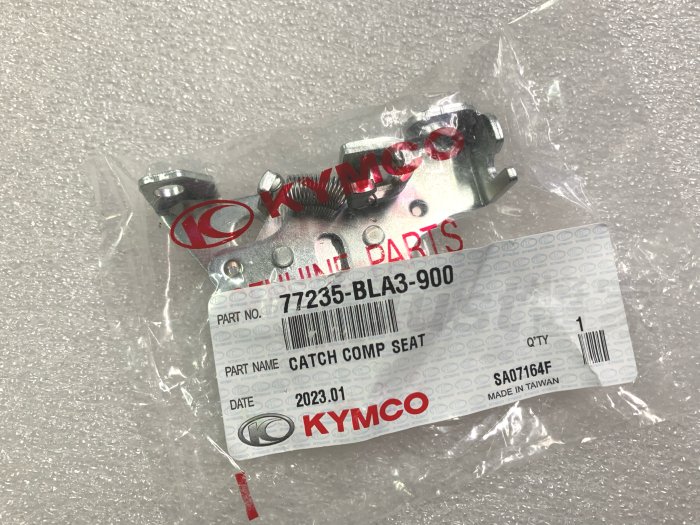 KYMCO
GENUINE PARTS
PART NO. 77235-BLA3-900
PART NAME CATCH COMP SEAT Q'TY 1
DATE 2023.01 SA07164F
MADE IN TAIWAN
KYMCO